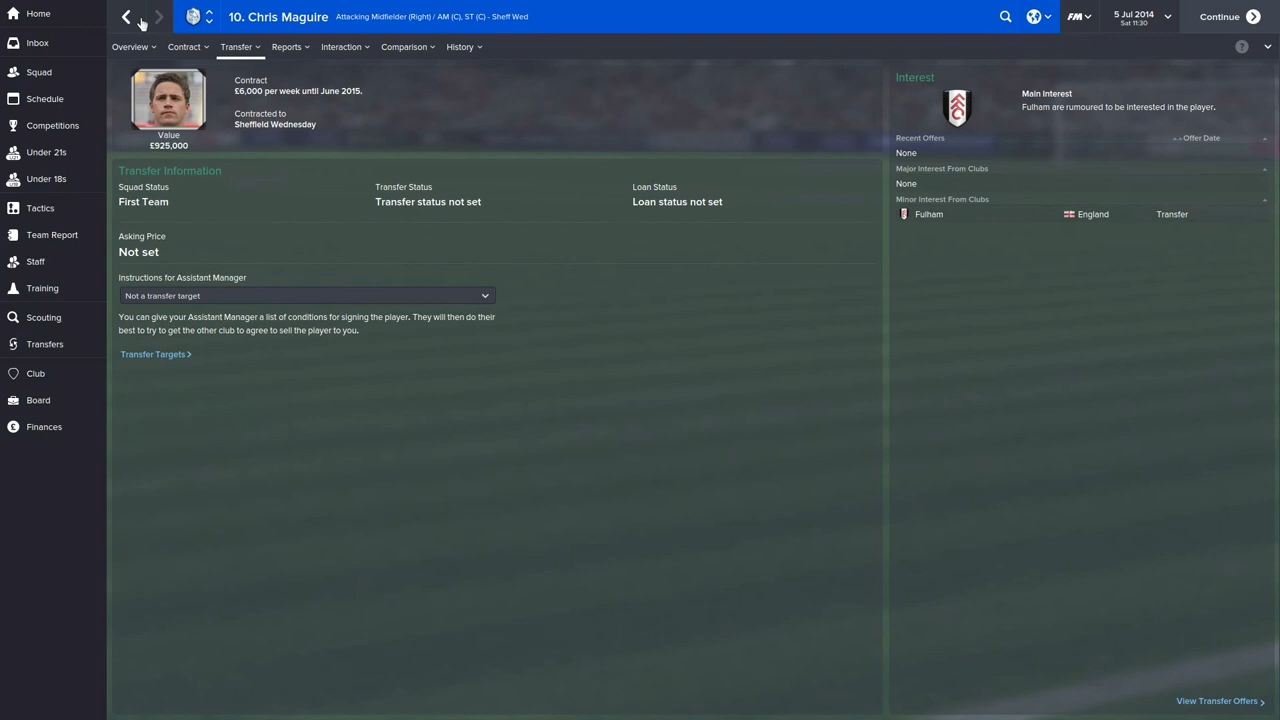 Home
10. Chris Maguire Attacking Midfielder (Right) / AM (C), ST (C) - Sheff Wed
FM
5 Jul 2014
Sat 11:30
Continue
Inbox
Squad
Schedule
Competitions
Under 21s
Under 18s
Tactics
Team Report
Staff
Training
Scouting
Transfers
Club
Board
Finances
Overview Contract Transfer Reports Interaction Comparison History ?
Value
£925,000
Contract
£6,000 per week until June 2015.
Contracted to
Sheffield Wednesday
Transfer Information
Squad Status Transfer Status Loan Status
First Team Transfer status not set Loan status not set
Asking Price
Not set
Instructions for Assistant Manager
Not a transfer target
You can give your Assistant Manager a list of conditions for signing the player. They will then do their
best to try to get the other club to agree to sell the player to you.
Transfer Targets
Interest
Main Interest
Fulham are rumoured to be interested in the player.
Recent Offers - - Offer Date
None
Major Interest From Clubs
None
Minor Interest From Clubs
Fulham England Transfer
View Transfer Offers